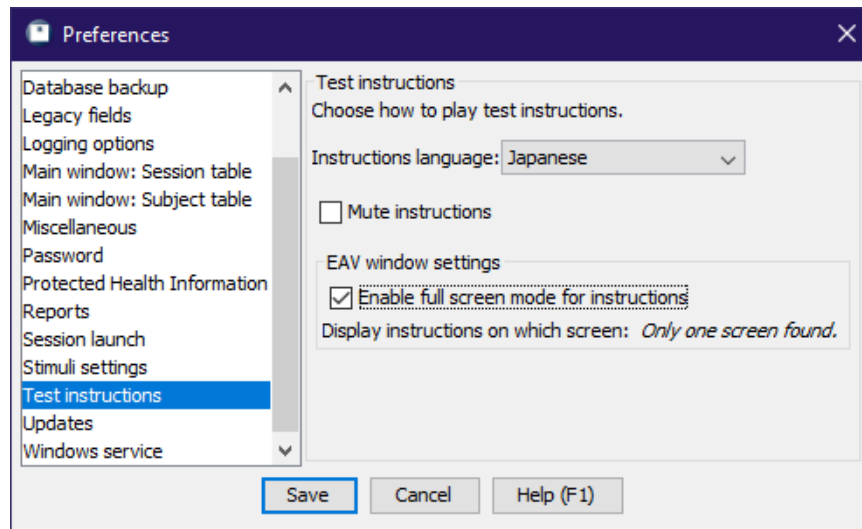 Preferences
Database backup
Legacy fields
Logging options
Main window: Session table
Main window: Subject table
Miscellaneous
Password
Protected Health Information
Reports
Session launch
Stimuli settings
Test instructions
Updates
Windows service
Test instructions
Choose how to play test instructions.
Instructions language: Japanese
Mute instructions
EAV window settings
Enable full screen mode for instructions
Display instructions on which screen: Only one screen found.
Save Cancel Help (F1)